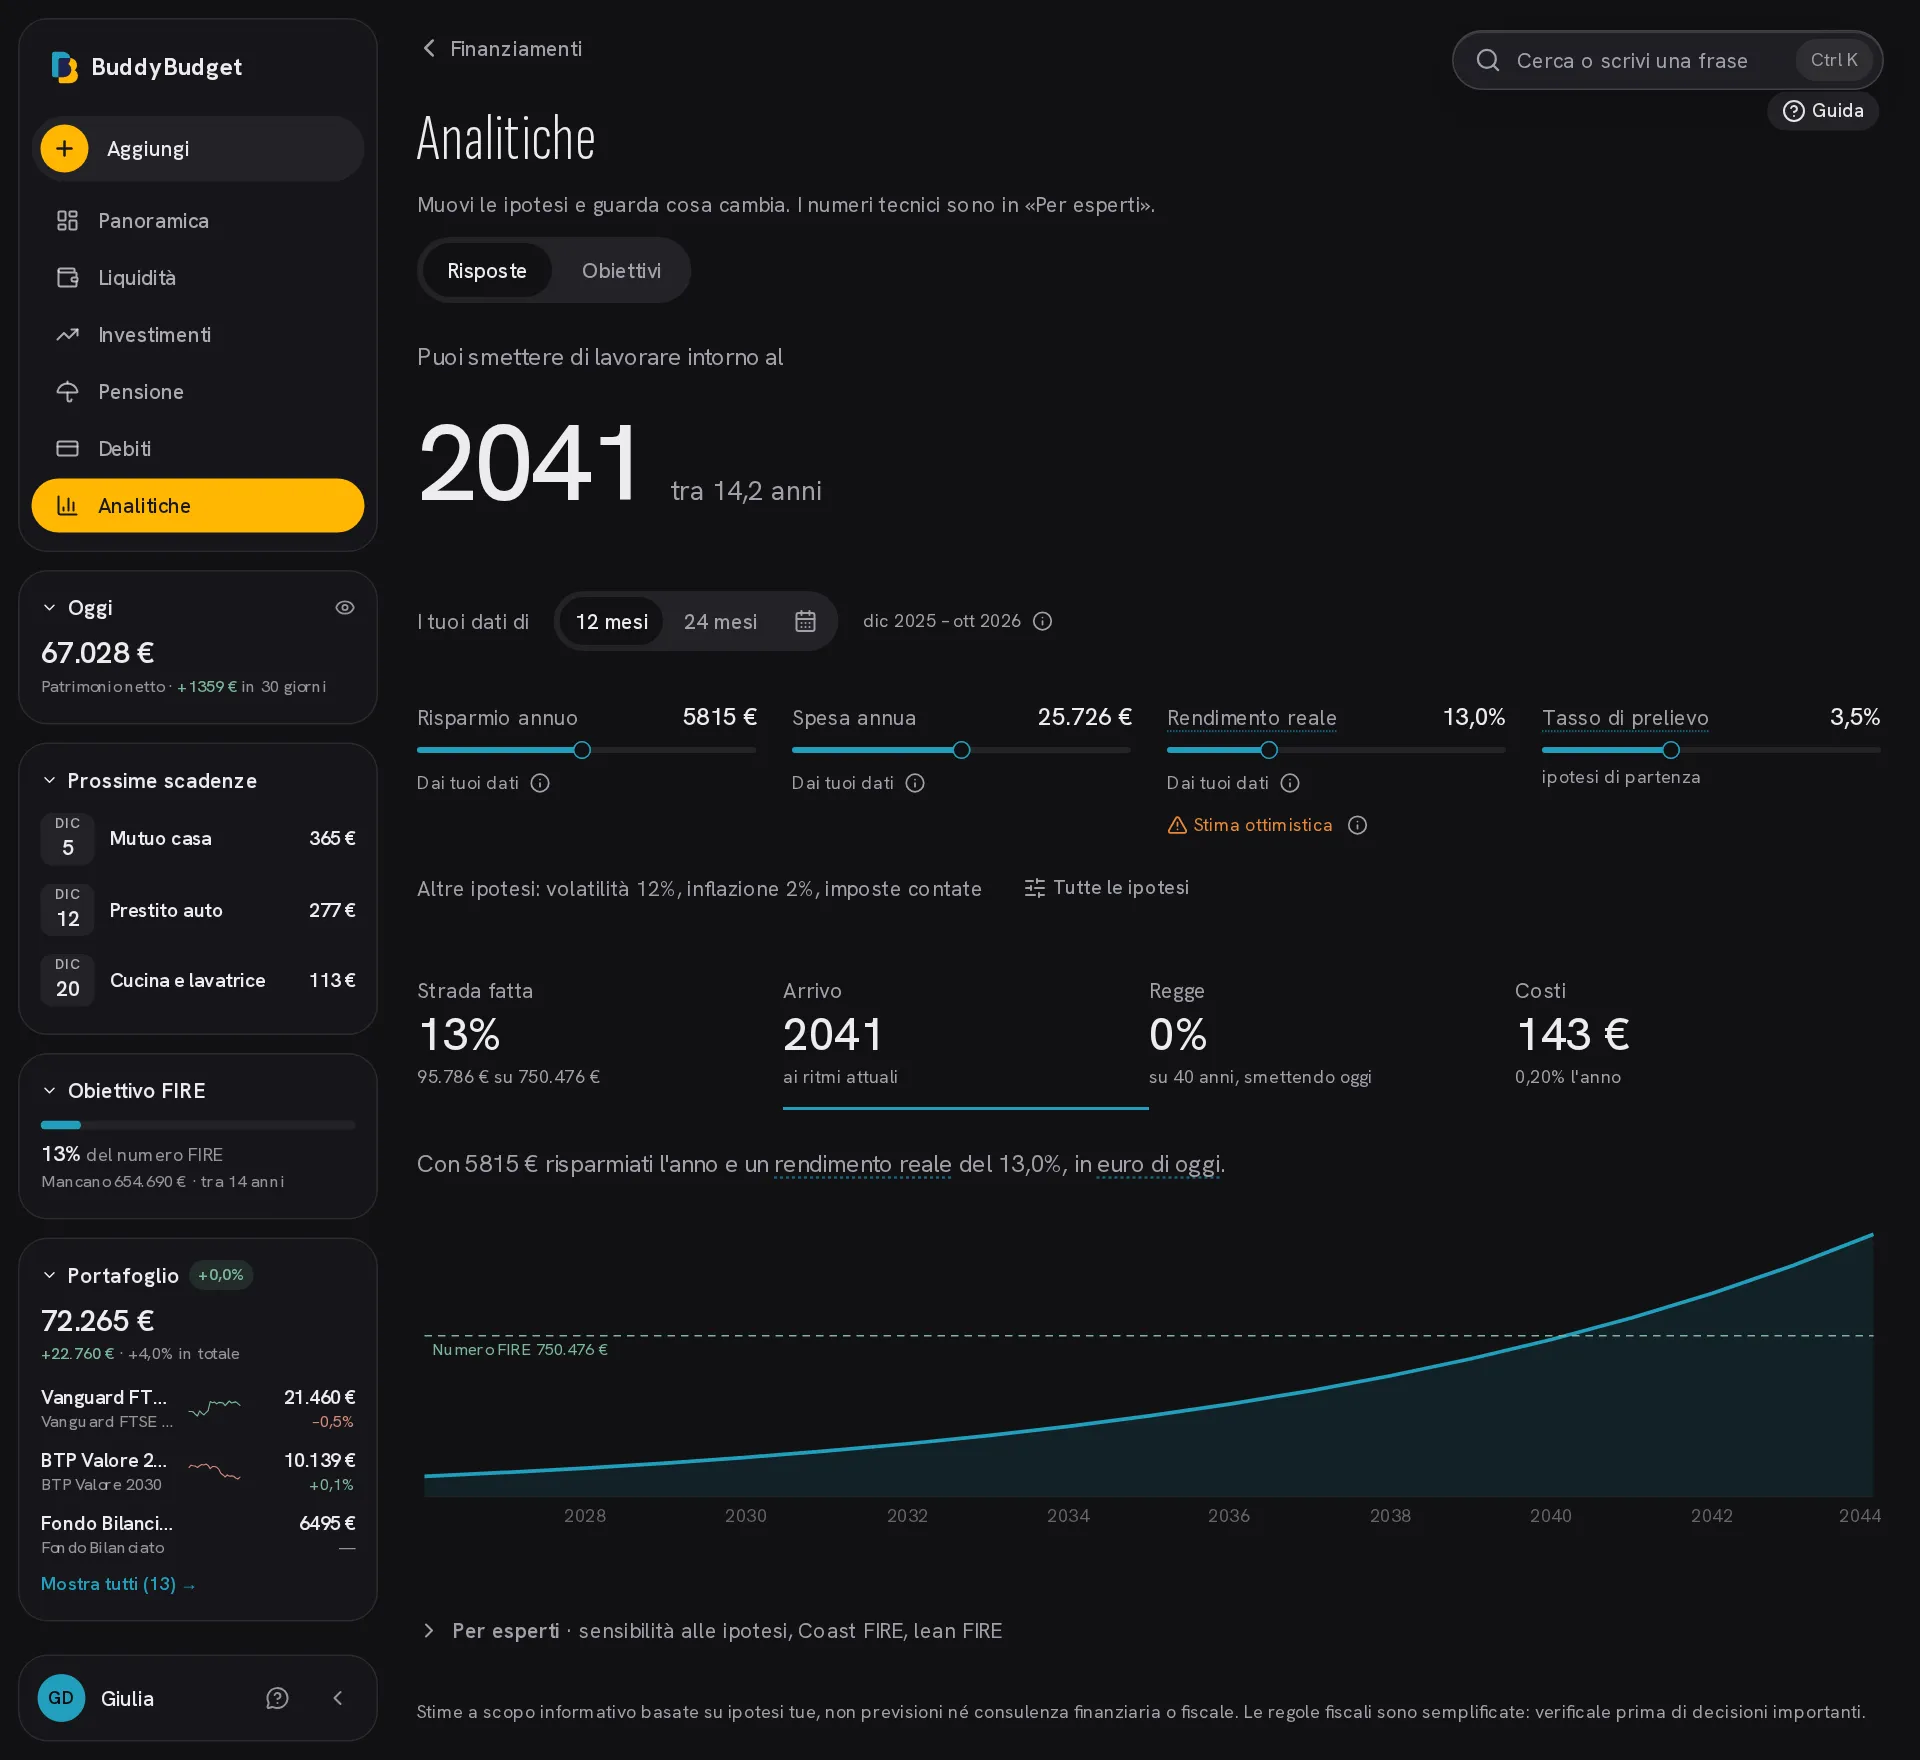 BuddyBudget
Aggiungi
Panoramica
Liquidità
Investimenti
Pensione
Debiti
Analitiche
Oggi
67.028 €
Patrimonio netto · +1359 € in 30 giorni
Prossime scadenze
DIC
5
Mutuo casa
365 €
DIC
12
Prestito auto
277 €
DIC
20
Cucina e lavatrice
113 €
Obiettivo FIRE
13% del numero FIRE
Mancano 654.690 € · tra 14 anni
Portafoglio
+0,0%
72.265 €
+22.760 € · +4,0% in totale
Vanguard FT...
21.460 €
Vanguard FTSE ...
−0,5%
BTP Valore 2...
10.139 €
BTP Valore 2030
+0,1%
Fondo Bilanci...
6495 €
Fondo Bilanciato
—
Mostra tutti (13) →
GD
Giulia
Finanziamenti
Cerca o scrivi una frase
Ctrl K
Guida
Analitiche
Muovi le ipotesi e guarda cosa cambia. I numeri tecnici sono in «Per esperti».
Risposte
Obiettivi
Puoi smettere di lavorare intorno al
2041
tra 14,2 anni
I tuoi dati di
12 mesi
24 mesi
dic 2025 – ott 2026
Risparmio annuo
5815 €
Dai tuoi dati
Spesa annua
25.726 €
Dai tuoi dati
Rendimento reale
13,0%
Dai tuoi dati
Stima ottimistica
Tasso di prelievo
3,5%
ipotesi di partenza
Altre ipotesi: volatilità 12%, inflazione 2%, imposte contate
Tutte le ipotesi
Strada fatta
13%
95.786 € su 750.476 €
Arrivo
2041
ai ritmi attuali
Regge
0%
su 40 anni, smettendo oggi
Costi
143 €
0,20% l'anno
Con 5815 € risparmiati l'anno e un rendimento reale del 13,0%, in euro di oggi.
Numero FIRE 750.476 €
2028
2030
2032
2034
2036
2038
2040
2042
2044
Per esperti · sensibilità alle ipotesi, Coast FIRE, lean FIRE
Stime a scopo informativo basate su ipotesi tue, non previsioni né consulenza finanziaria o fiscale. Le regole fiscali sono semplificate: verificale prima di decisioni importanti.